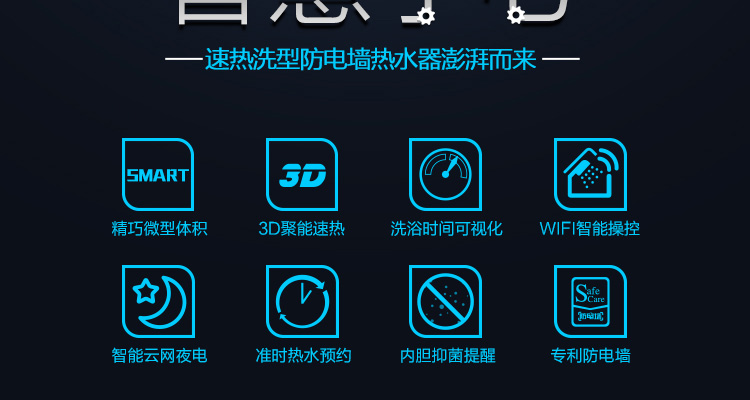 速热洗型防电墙热水器澎湃而来
SMART
3D
精巧微型体积
3D聚能速热
洗浴时间可视化
WIFI智能操控
Safe
Care
智能云网夜电
准时热水预约
内胆抑菌提醒
专利防电墙